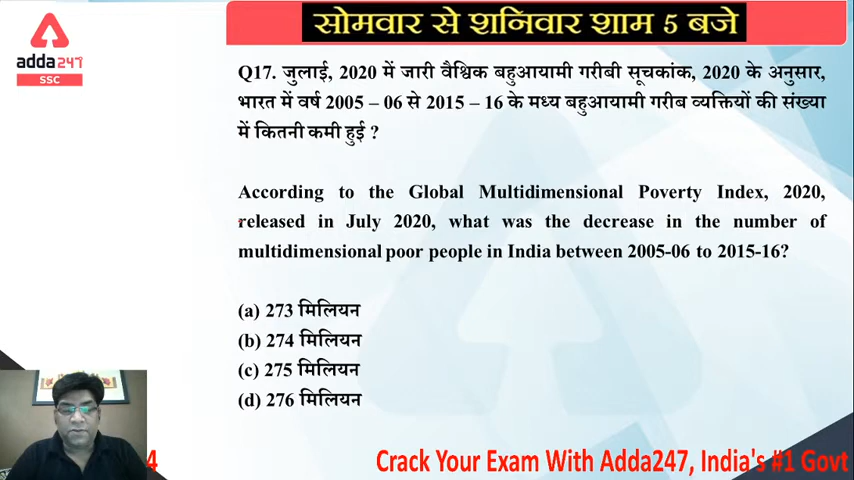 सोमवार से शनिवार शाम 5 बजे
adda247
SSC
Q17. जुलाई, 2020 में जारी वैश्विक बहुआयामी गरीबी सूचकांक, 2020 के अनुसार,
भारत में वर्ष 2005 – 06 से 2015 – 16 के मध्य बहुआयामी गरीब व्यक्तियों की संख्या
में कितनी कमी हुई ?
According to the Global Multidimensional Poverty Index, 2020,
released in July 2020, what was the decrease in the number of
multidimensional poor people in India between 2005-06 to 2015-16?
(a) 273 मिलियन
(b) 274 मिलियन
(c) 275 मिलियन
(d) 276 मिलियन
4 Crack Your Exam With Adda247, India's #1 Govt